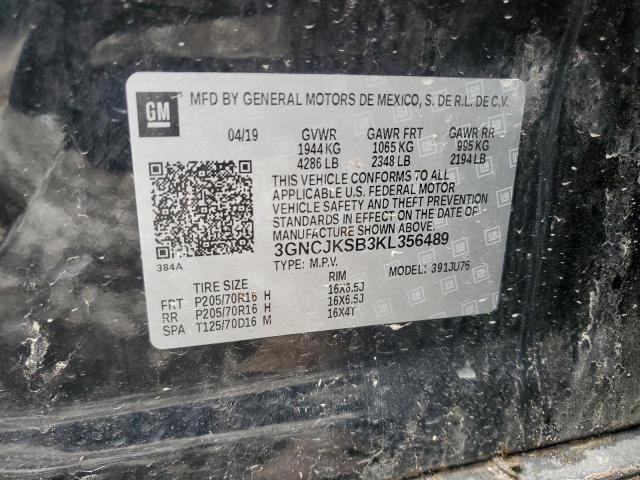 GM MFD BY GENERAL MOTORS DE MEXICO, S. DE R.L. DE C.V.
04/19 GVWR GAWR FRT GAWR RR
1944 KG 1065 KG 995 KG
4286 LB 2348 LB 2194 LB
THIS VEHICLE CONFORMS TO ALL
APPLICABLE U.S. FEDERAL MOTOR
VEHICLE SAFETY AND THEFT PREVENTION
STANDARDS IN EFFECT ON THE DATE OF
MANUFACTURE SHOWN ABOVE.
384A 3GNCJKSB3KL356489
TYPE: M.P.V. MODEL: 391JU76
TIRE SIZE RIM
FRT P205/70R16 H 16X6.5J
RR P205/70R16 H 16X6.5J
SPA T125/70D16 M 16X4T